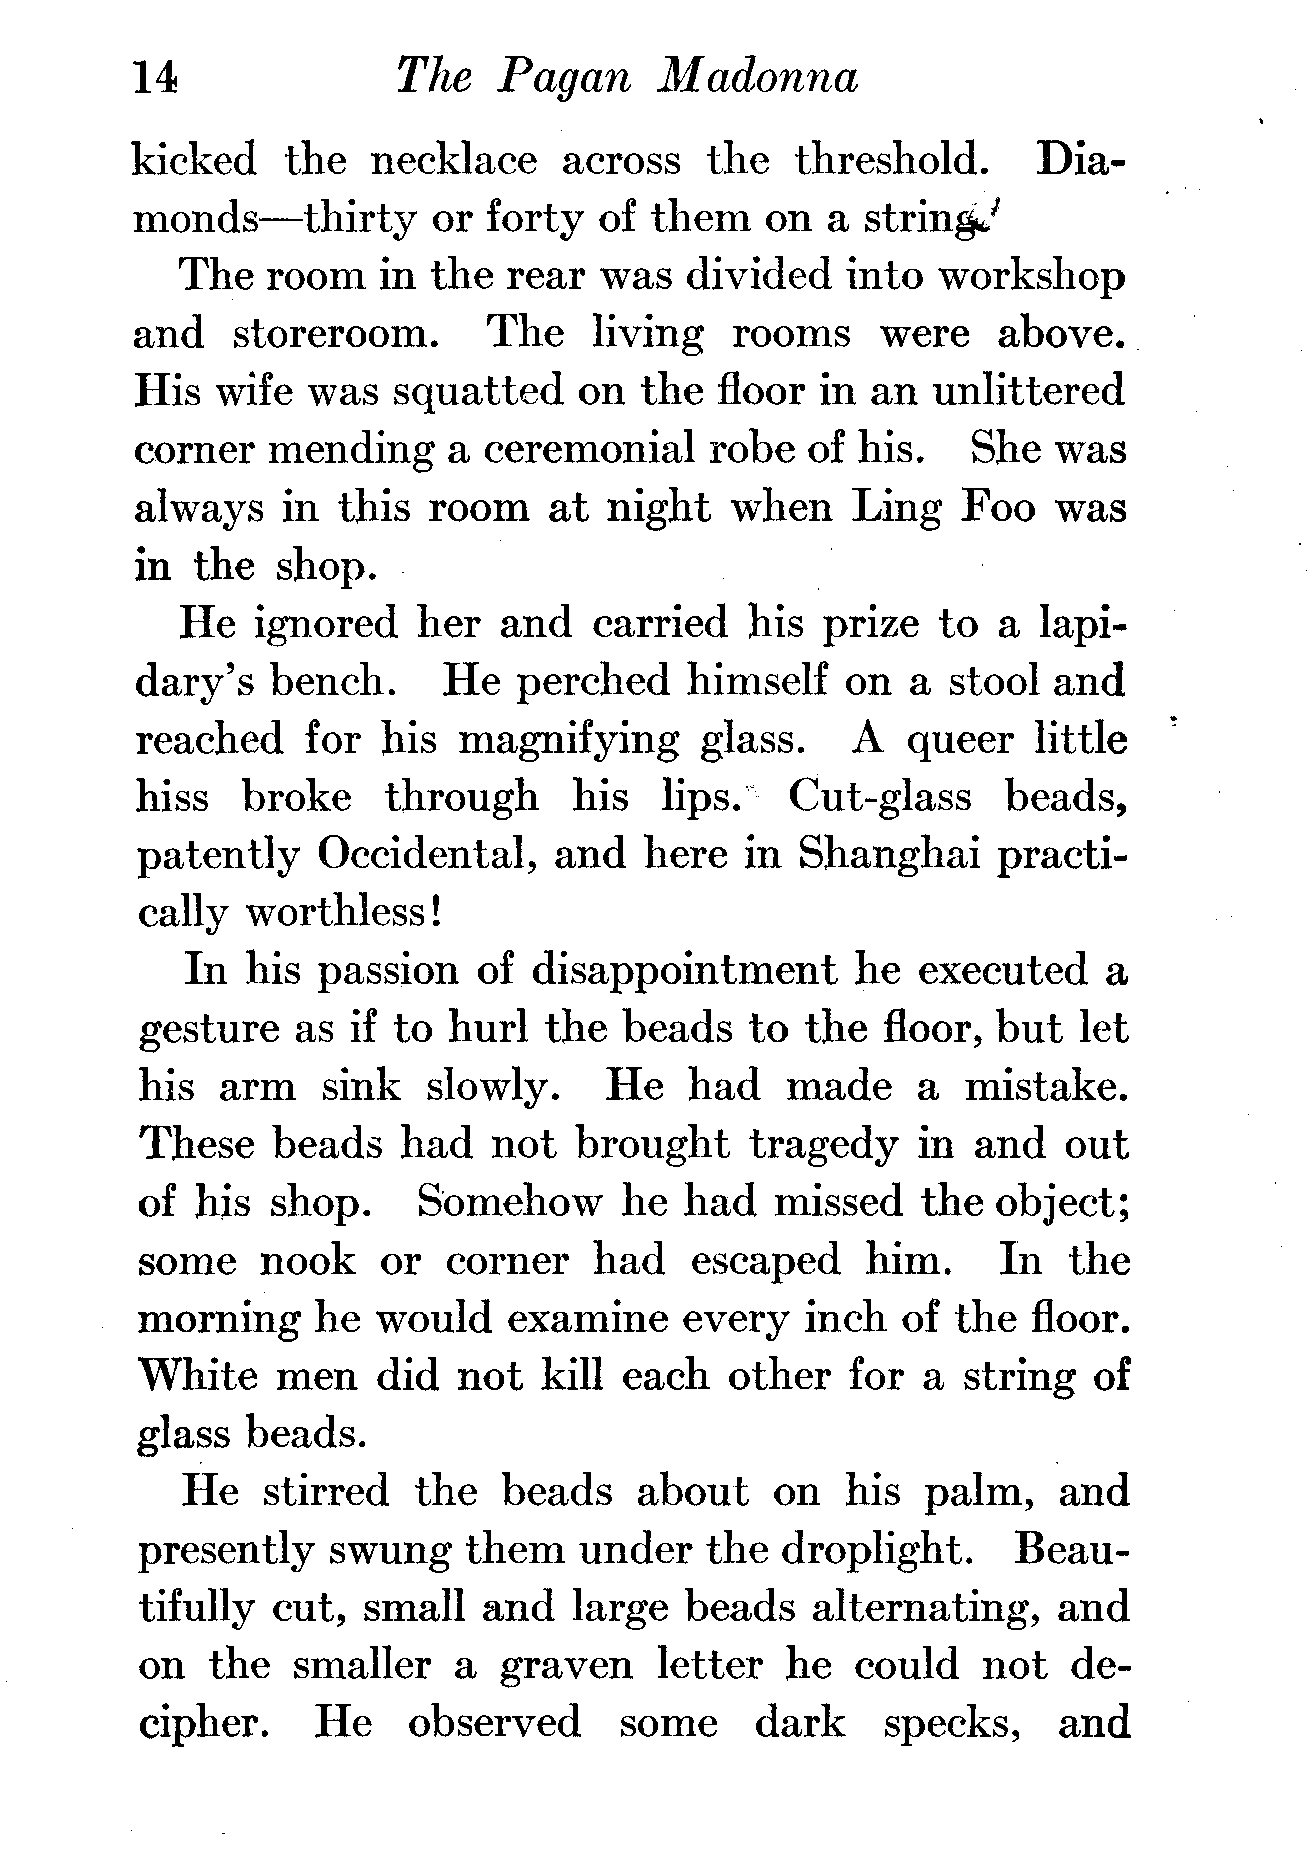 14 The Pagan Madonna
kicked the necklace across the threshold. Dia-
monds—thirty or forty of them on a string!
The room in the rear was divided into workshop
and storeroom. The living rooms were above.
His wife was squatted on the floor in an unlittered
corner mending a ceremonial robe of his. She was
always in this room at night when Ling Foo was
in the shop.
He ignored her and carried his prize to a lapi-
dary's bench. He perched himself on a stool and
reached for his magnifying glass. A queer little
hiss broke through his lips. Cut-glass beads,
patently Occidental, and here in Shanghai practi-
cally worthless!
In his passion of disappointment he executed a
gesture as if to hurl the beads to the floor, but let
his arm sink slowly. He had made a mistake.
These beads had not brought tragedy in and out
of his shop. Somehow he had missed the object;
some nook or corner had escaped him. In the
morning he would examine every inch of the floor.
White men did not kill each other for a string of
glass beads.
He stirred the beads about on his palm, and
presently swung them under the droplight. Beau-
tifully cut, small and large beads alternating, and
on the smaller a graven letter he could not de-
cipher. He observed some dark specks, and